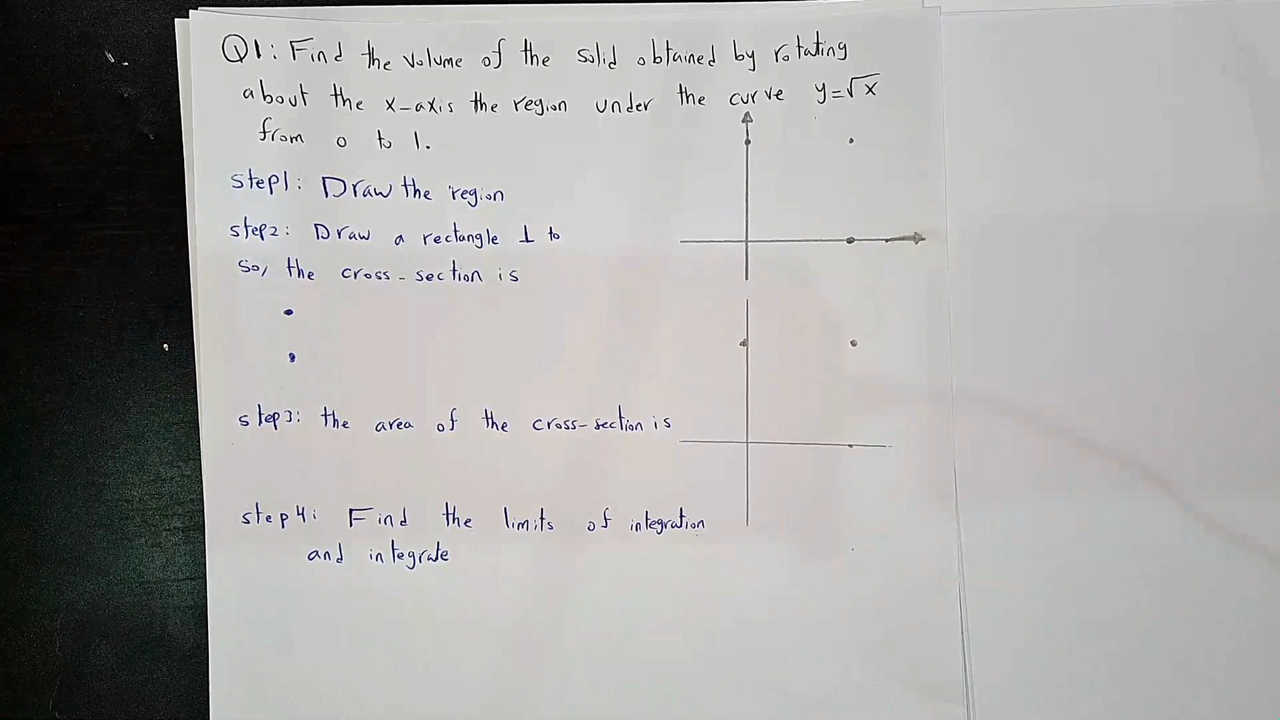 Q1: Find the volume of the solid obtained by rotating
about the x-axis the region under the curve y=√x
from 0 to 1.
step1: Draw the region
step2: Draw a rectangle ⊥ to
so, the cross-section is
•
•
step3: the area of the cross-section is
step4: Find the limits of integration
and integrate